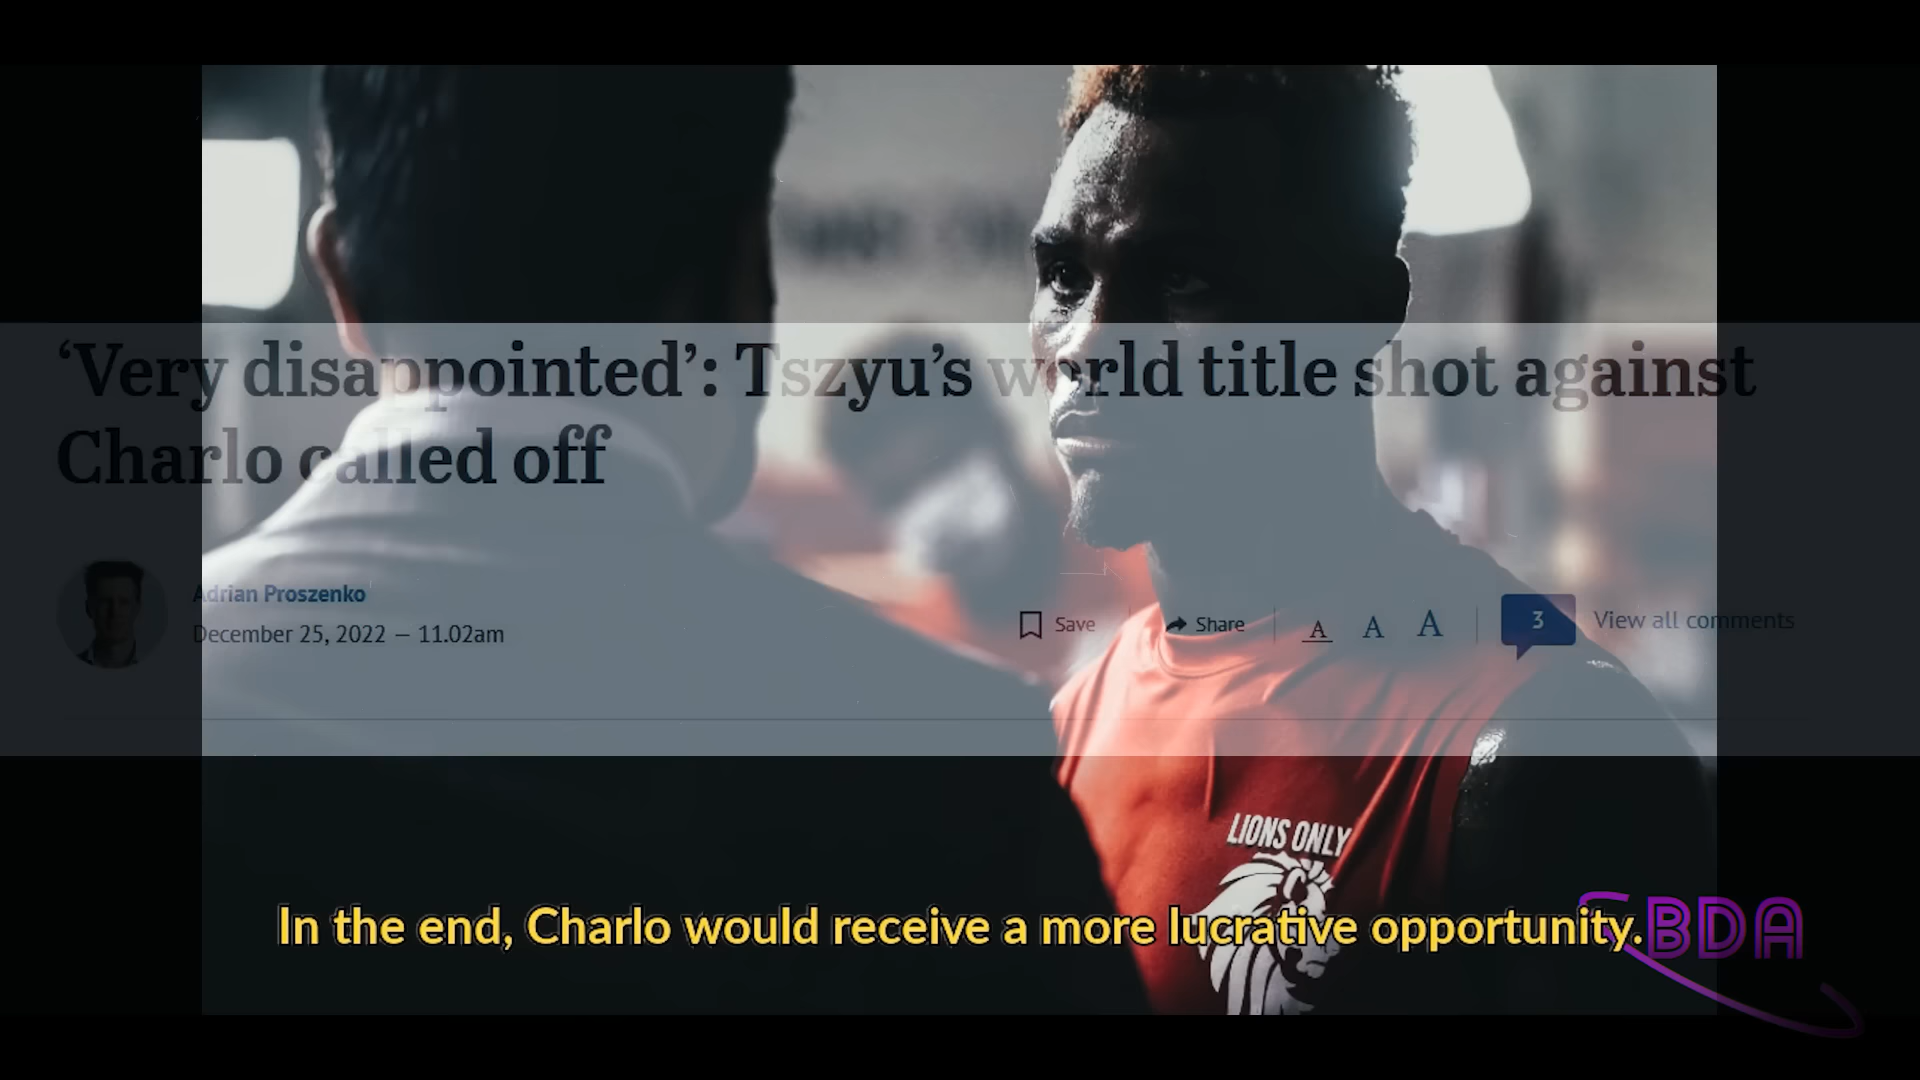 ‘Very disappointed’: Tszyu’s world title shot against
Charlo called off
Adrian Proszenko
December 25, 2022 — 11.02am
Save
Share
A A A
3
View all comments
LIONS ONLY
In the end, Charlo would receive a more lucrative opportunity.
BDA